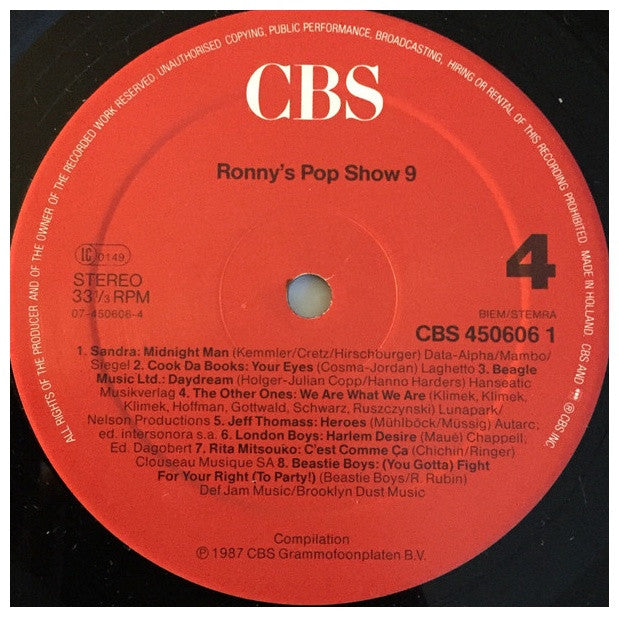 ALL RIGHTS OF THE PRODUCER AND OF THE OWNER OF THE RECORDED WORK RESERVED. UNAUTHORISED COPYING, PUBLIC PERFORMANCE, BROADCASTING, HIRING OR RENTAL OF THIS RECORDING PROHIBITED. MADE IN HOLLAND. CBS AND ® CBS INC
CBS
Ronny's Pop Show 9
LC 0149
STEREO
33⅓ RPM
07-450606-4
4
BIEM/STEMRA
CBS 450606 1
1. Sandra: Midnight Man (Kemmler/Cretz/Hirschburger) Data-Alpha/Mambo/
Siegel 2. Cook Da Books: Your Eyes (Cosma-Jordan) Laghetto 3. Beagle
Music Ltd.: Daydream (Holger-Julian Copp/Hanno Harders) Hanseatic
Musikverlag 4. The Other Ones: We Are What We Are (Klimek, Klimek,
Klimek, Hoffman, Gottwald, Schwarz, Ruszczynski) Lunapark/
Nelson Productions 5. Jeff Thomass: Heroes (Mühlböck/Müssig) Autarc,
ed. intersonora s.a. 6. London Boys: Harlem Desire (Maue) Chappell,
Ed. Dagobert 7. Rita Mitsouko: C'est Comme Ça (Chichin/Ringer)
Clouseau Musique SA 8. Beastie Boys: (You Gotta) Fight
For Your Right (To Party!) (Beastie Boys/R. Rubin)
Def Jam Music/Brooklyn Dust Music
Compilation
℗ 1987 CBS Grammofoonplaten B.V.